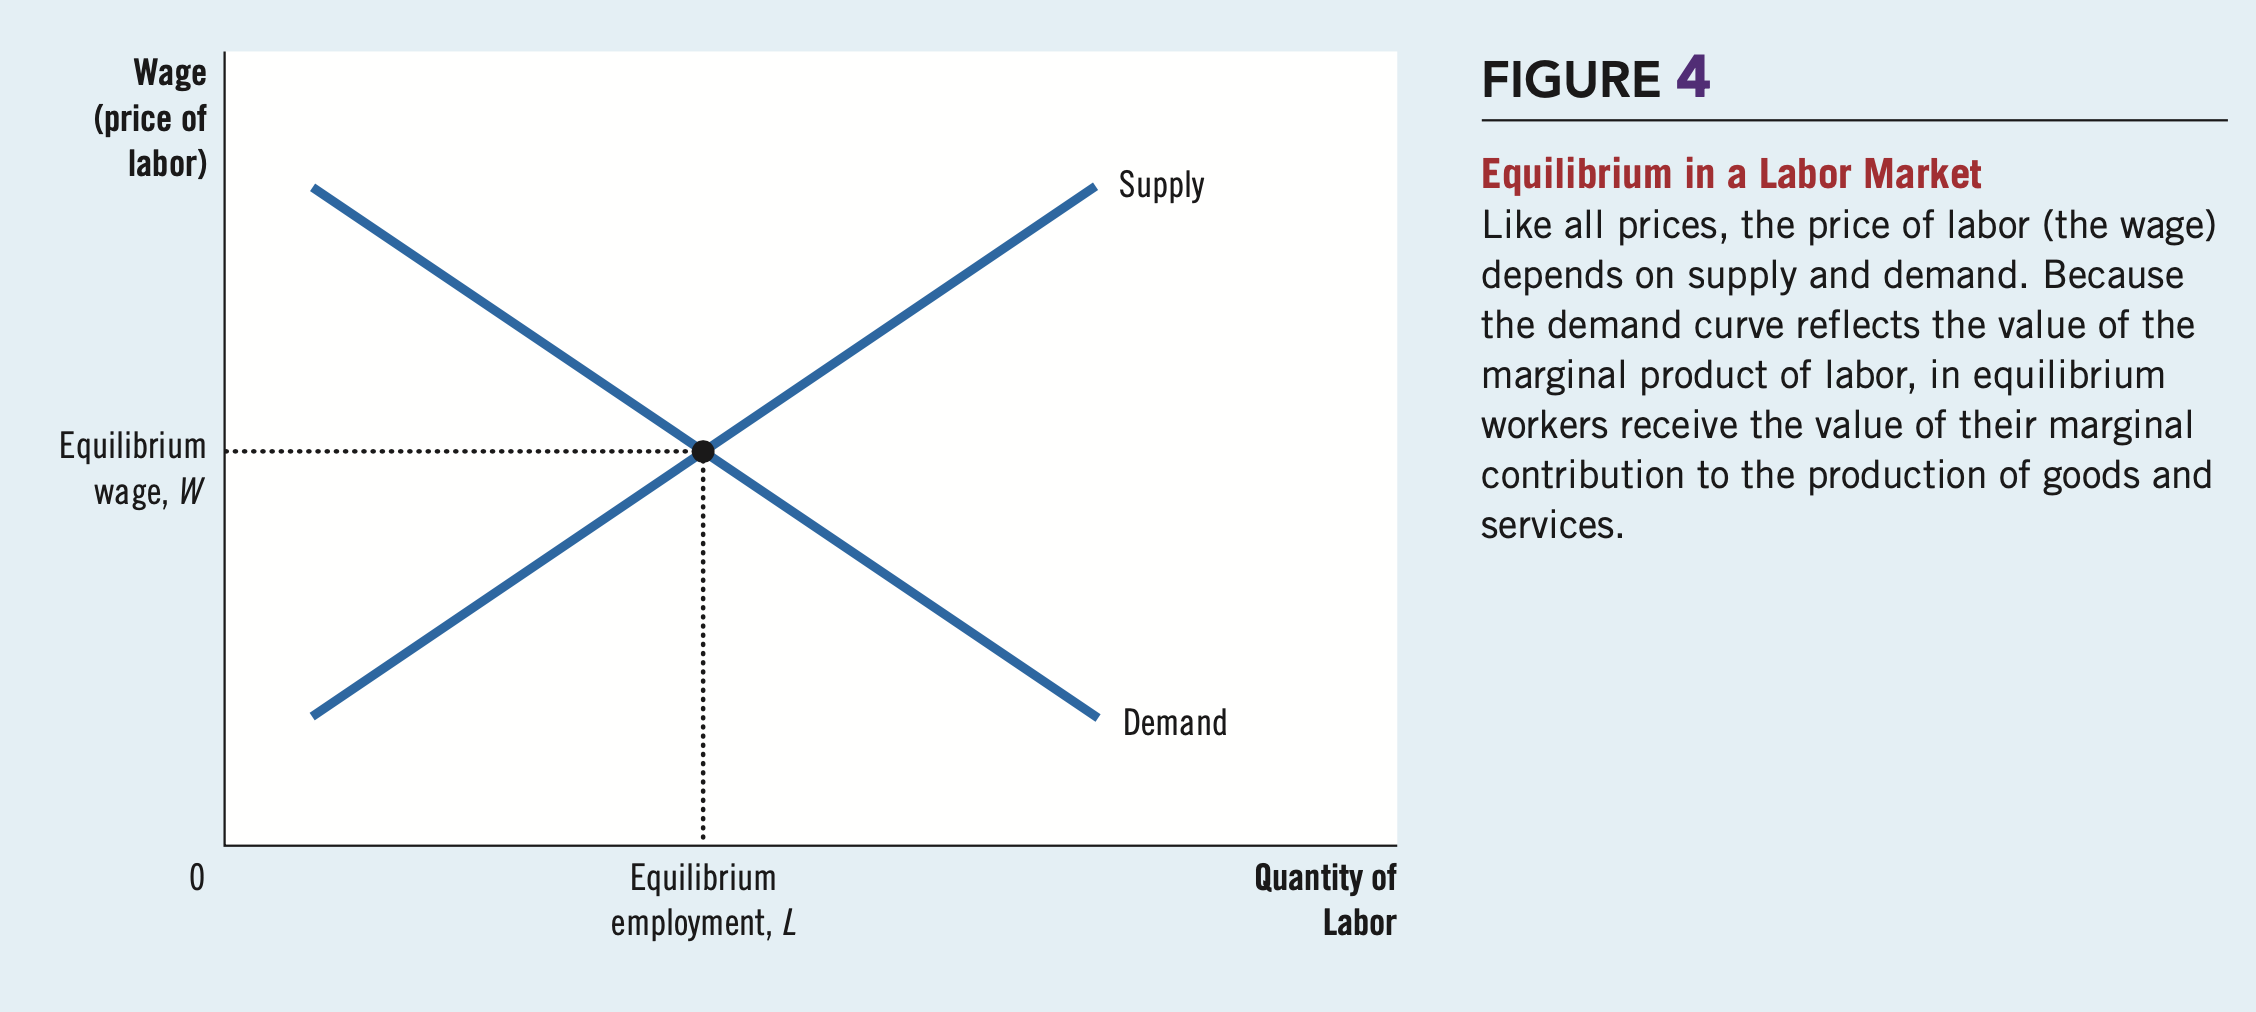 Wage
(price of
labor)
Supply
Equilibrium
wage, W
Demand
0
Equilibrium
employment, L
Quantity of
Labor
FIGURE 4
Equilibrium in a Labor Market
Like all prices, the price of labor (the wage)
depends on supply and demand. Because
the demand curve reflects the value of the
marginal product of labor, in equilibrium
workers receive the value of their marginal
contribution to the production of goods and
services.